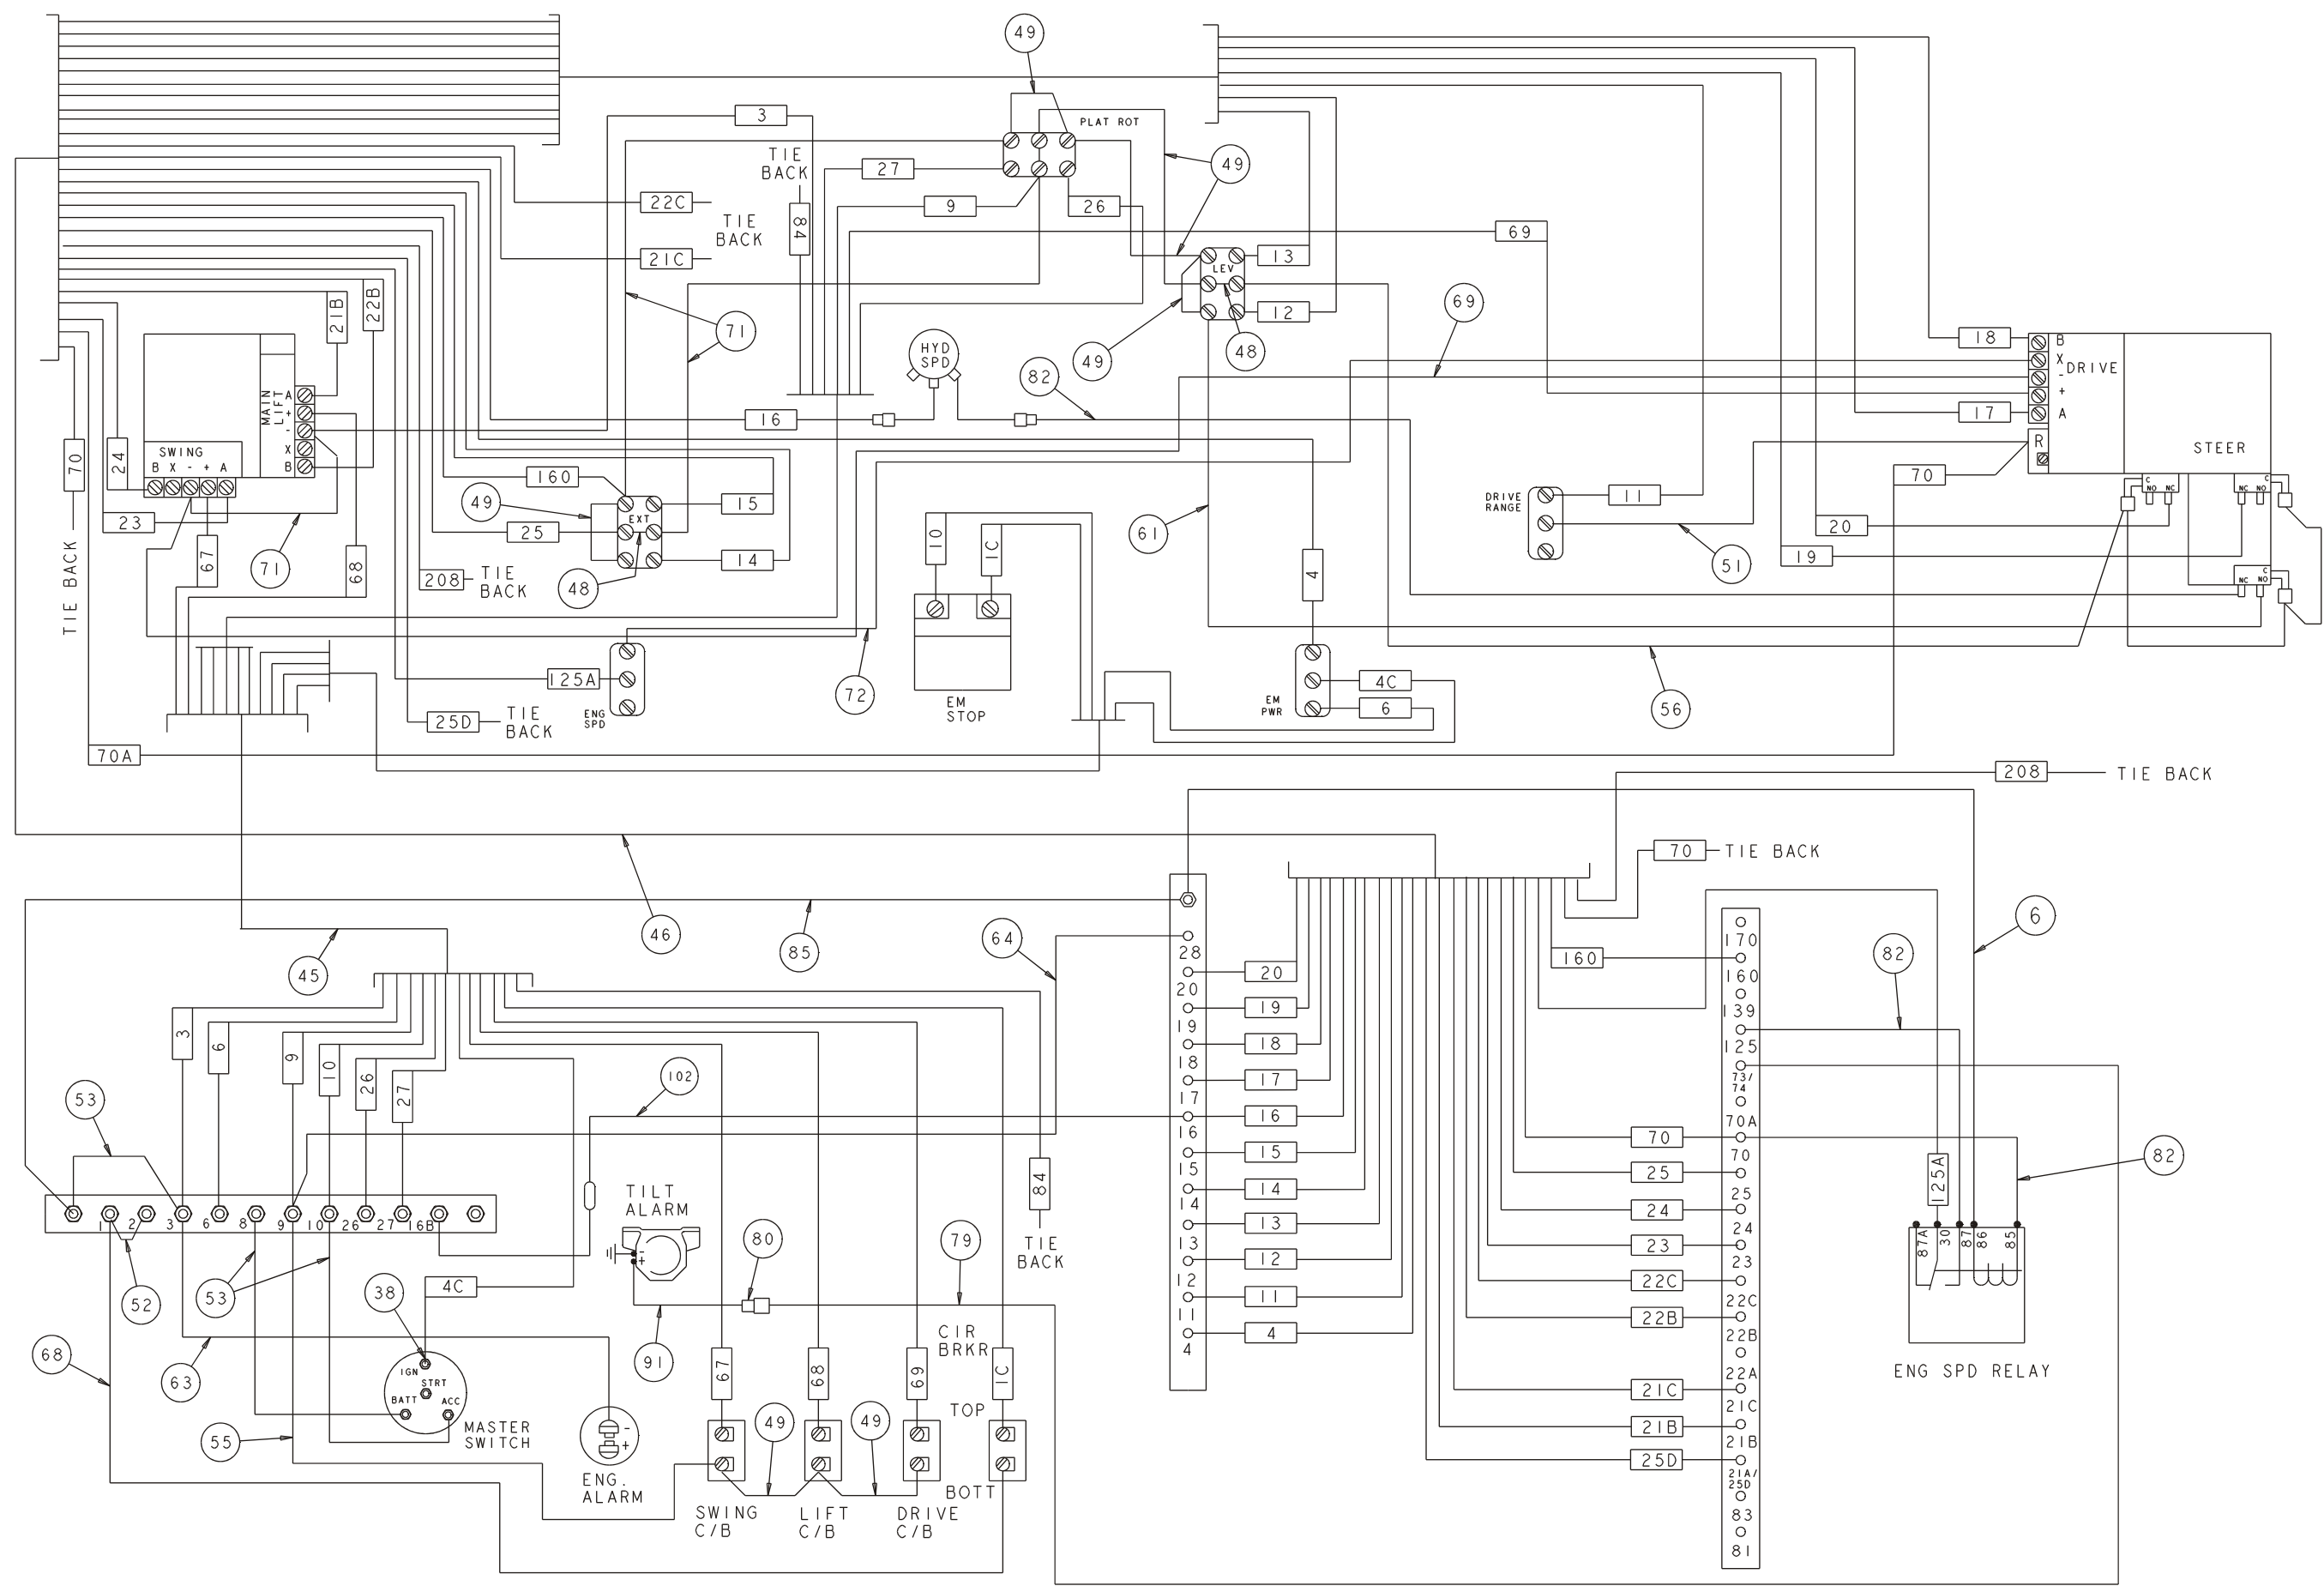 49
3
PLAT ROT
TIE
BACK
27
49
22C
9
26
84
TIE
BACK
69
21C
13
LEV
21B
22B
12
69
71
HYD
SPD
49
48
18
B
X
DRIVE
-
+
A
82
MAIN
LIFT
A
+
-
X
B
16
17
R
STEER
SWING
B X - + A
24
70
160
70
C
NO NC
C
NC NO
49
EXT
15
DRIVE
RANGE
11
23
25
10
1C
61
20
67
71
68
14
51
19
TIE BACK
208
TIE
BACK
48
4
C
NC NO
125A
72
4C
ENG
SPD
EM
STOP
EM
PWR
6
56
25D
TIE
BACK
70A
208
TIE BACK
70
TIE BACK
46
64
6
45
85
28
170
82
20
160
160
20
139
3
6
19
19
125
82
9
10
18
18
73/
74
26
102
17
17
70A
27
53
16
16
70
70
82
15
15
25
25
125A
84
TILT
ALARM
14
14
24
24
1 2 3 6 8 9 10 26 27 16B
13
13
23
23
87A
30
87
86
85
-
+
80
79
TIE
BACK
52
53
38
4C
12
12
22C
22C
11
11
22B
22B
4
4
68
63
91
CIR
BRKR
22A
ENG SPD RELAY
IGN
STRT
BATT
ACC
67
68
69
1C
21C
21C
55
MASTER
SWITCH
-
+
49
49
TOP
21B
21B
25D
21A/
25D
ENG.
ALARM
BOTT
SWING
C/B
LIFT
C/B
DRIVE
C/B
83
81